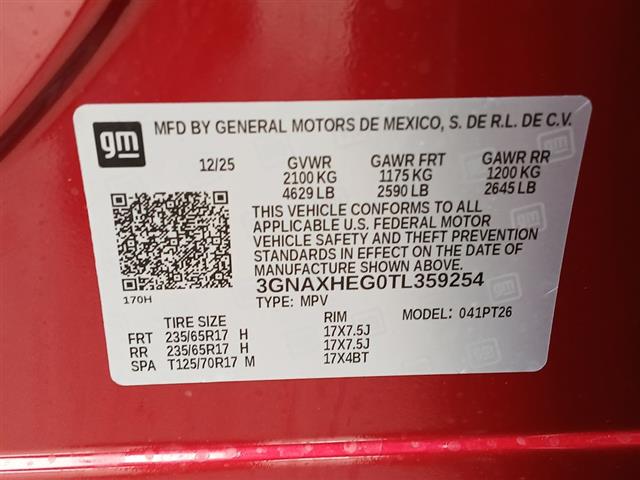 gm MFD BY GENERAL MOTORS DE MEXICO, S. DE R.L. DE C.V.
12/25 GVWR GAWR FRT GAWR RR
2100 KG 1175 KG 1200 KG
4629 LB 2590 LB 2645 LB
THIS VEHICLE CONFORMS TO ALL
APPLICABLE U.S. FEDERAL MOTOR
VEHICLE SAFETY AND THEFT PREVENTION
STANDARDS IN EFFECT ON THE DATE OF
MANUFACTURE SHOWN ABOVE.
170H 3GNAXHEG0TL359254
TYPE: MPV
TIRE SIZE RIM MODEL: 041PT26
FRT 235/65R17 H 17X7.5J
RR 235/65R17 H 17X7.5J
SPA T125/70R17 M 17X4BT